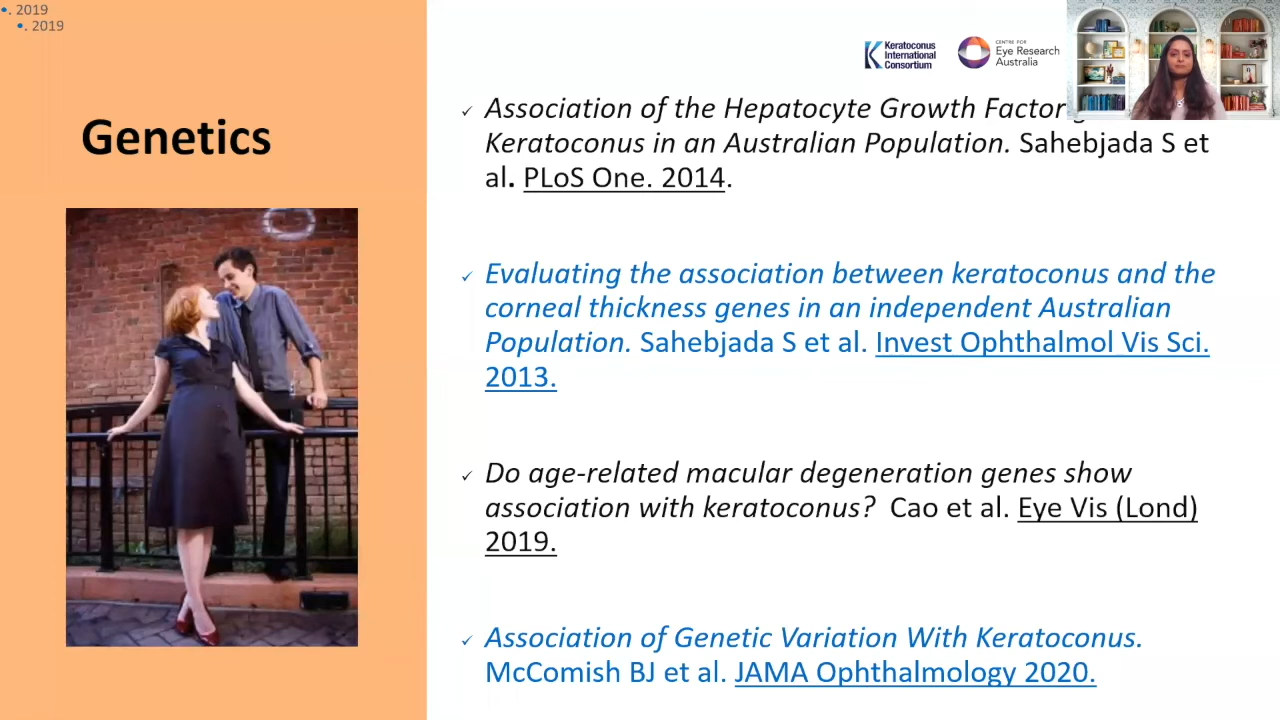 •. 2019
•. 2019
Keratoconus
International
Consortium
CENTRE FOR
Eye Research
Australia
Genetics
✓ Association of the Hepatocyte Growth Factor
Keratoconus in an Australian Population. Sahebjada S et
al. PLoS One. 2014.
✓ Evaluating the association between keratoconus and the
corneal thickness genes in an independent Australian
Population. Sahebjada S et al. Invest Ophthalmol Vis Sci.
2013.
✓ Do age-related macular degeneration genes show
association with keratoconus? Cao et al. Eye Vis (Lond)
2019.
✓ Association of Genetic Variation With Keratoconus.
McComish BJ et al. JAMA Ophthalmology 2020.